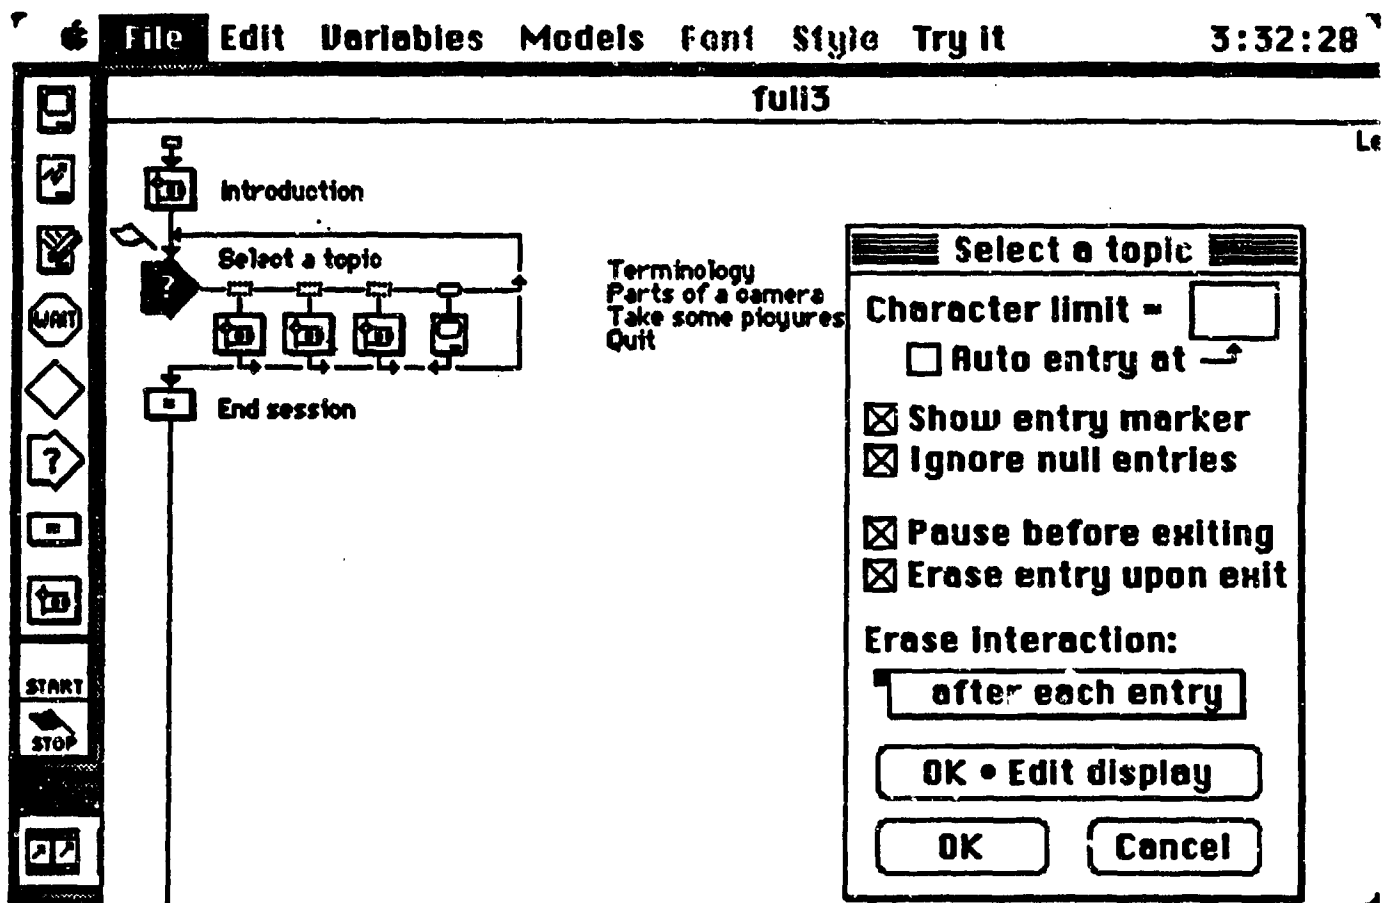 File Edit Variables Models Font Style Try it 3:32:28
full3
Le
Introduction
Select a topic
?
Terminology
Parts of a camera
Take some picyures
Quit
=
End session
WAIT
?
=
START
STOP
Select a topic
Character limit =
Auto entry at
Show entry marker
Ignore null entries
Pause before exiting
Erase entry upon exit
Erase interaction:
after each entry
OK • Edit display
OK Cancel